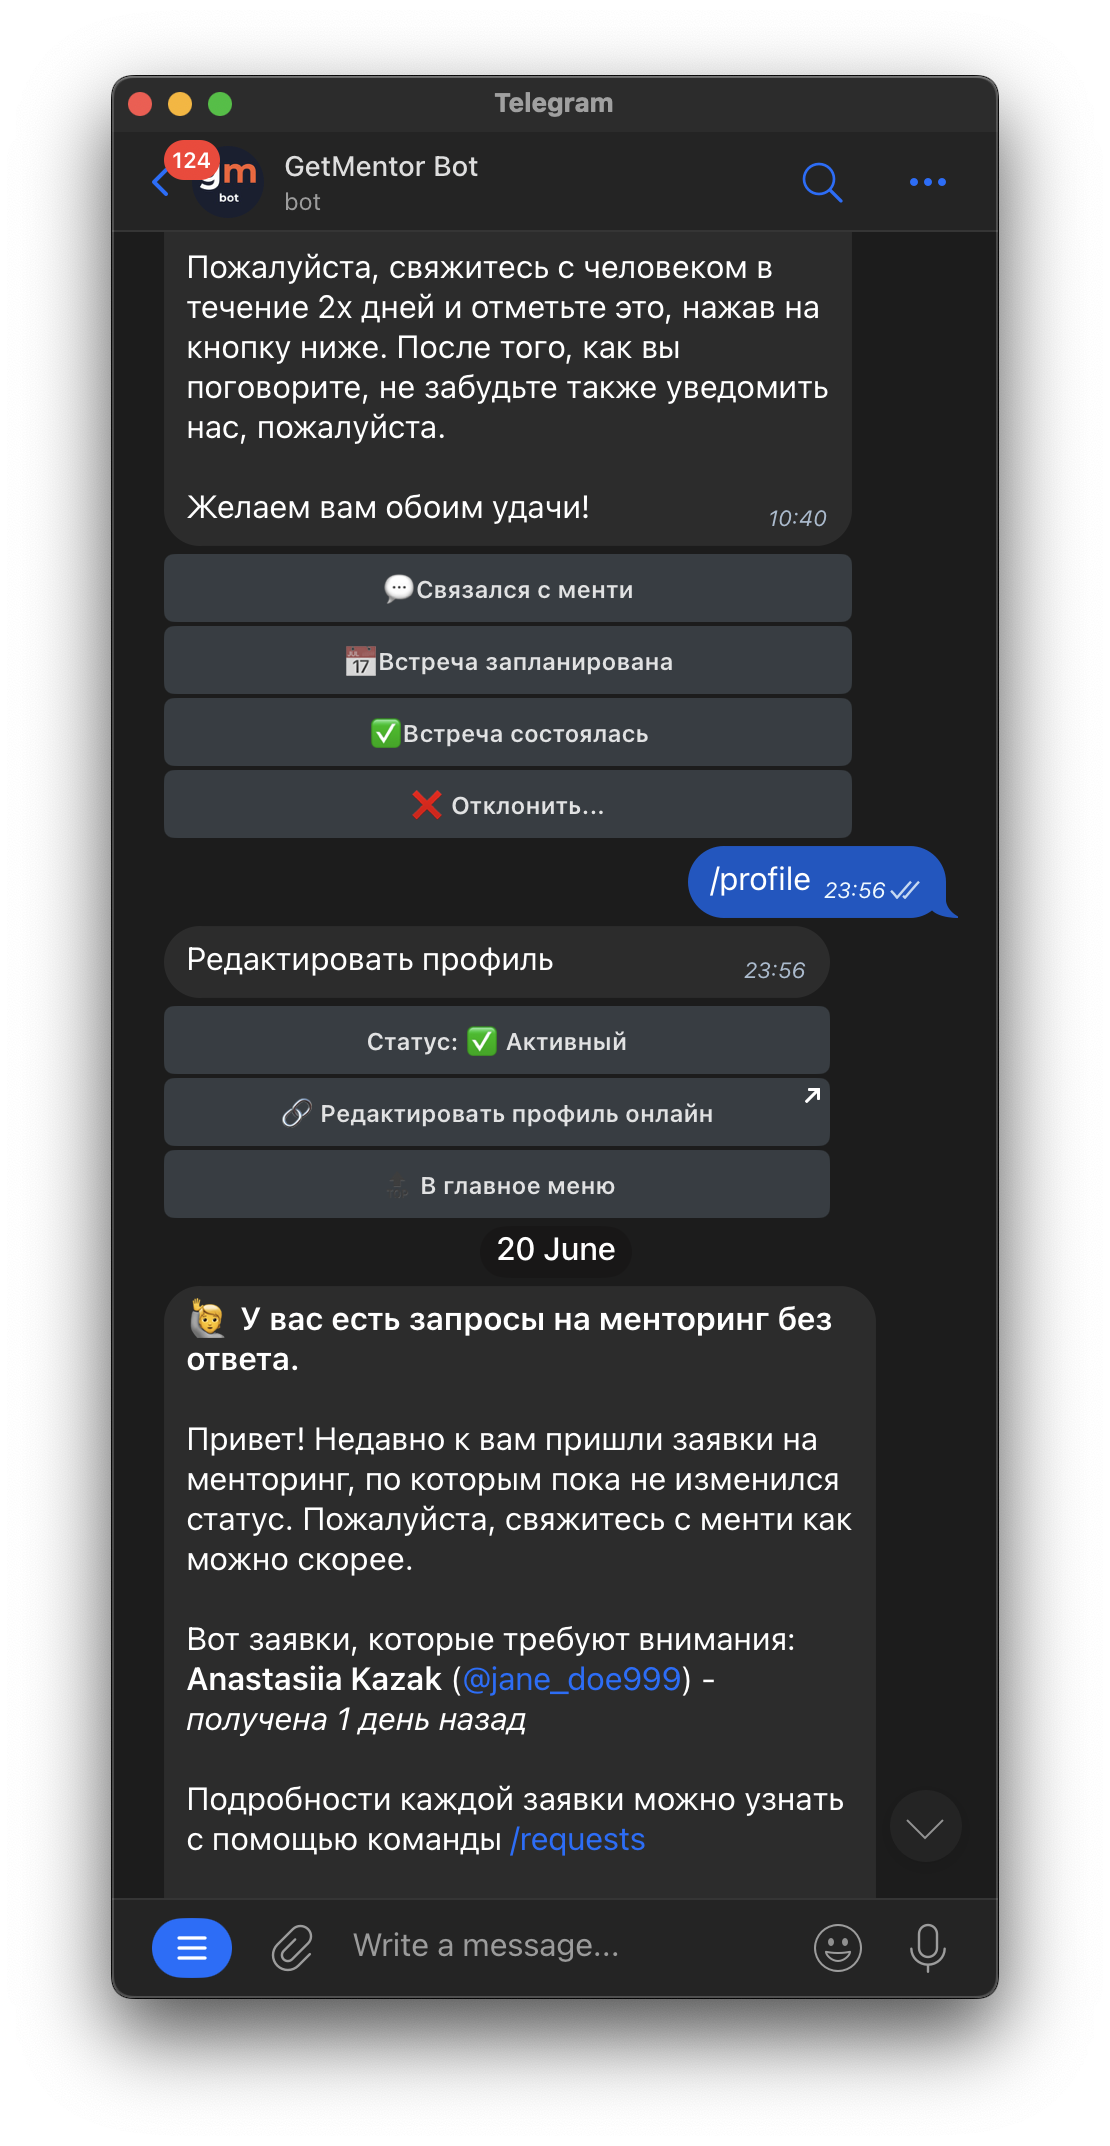 Telegram
124
gm
bot
GetMentor Bot
bot
Пожалуйста, свяжитесь с человеком в
течение 2х дней и отметьте это, нажав на
кнопку ниже. После того, как вы
поговорите, не забудьте также уведомить
нас, пожалуйста.
Желаем вам обоим удачи!
10:40
💬Связался с менти
📅Встреча запланирована
✅Встреча состоялась
❌ Отклонить...
/profile 23:56
Редактировать профиль 23:56
Статус: ✅ Активный
🔗 Редактировать профиль онлайн
В главное меню
20 June
🙋 У вас есть запросы на менторинг без
ответа.
Привет! Недавно к вам пришли заявки на
менторинг, по которым пока не изменился
статус. Пожалуйста, свяжитесь с менти как
можно скорее.
Вот заявки, которые требуют внимания:
Anastasiia Kazak (@jane_doe999) -
получена 1 день назад
Подробности каждой заявки можно узнать
с помощью команды /requests
Write a message...